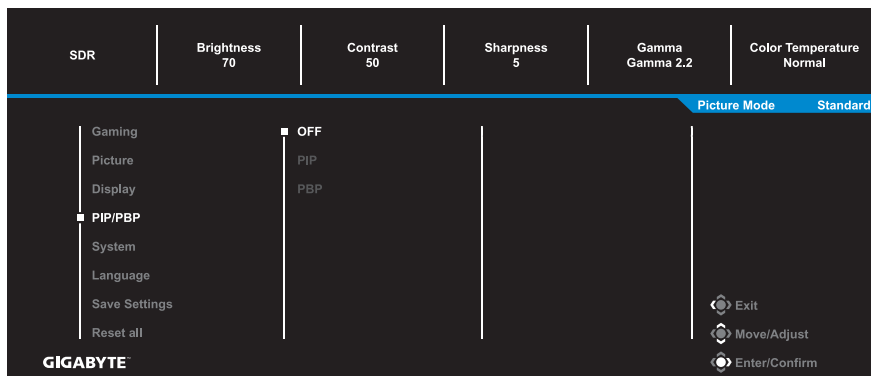 SDR
Brightness
70
Contrast
50
Sharpness
5
Gamma
Gamma 2.2
Color Temperature
Normal
Picture Mode Standard
Gaming
Picture
Display
PIP/PBP
System
Language
Save Settings
Reset all
OFF
PIP
PBP
Exit
Move/Adjust
Enter/Confirm
GIGABYTE™